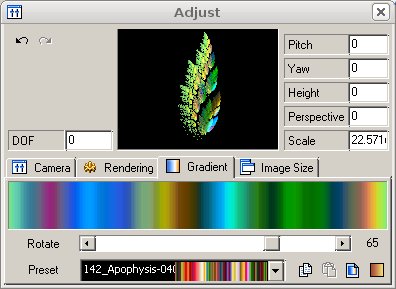 Adjust
Pitch 0
Yaw 0
Height 0
Perspective 0
DOF 0
Scale 22.571
Camera Rendering Gradient Image Size
Rotate 65
Preset 142_Apophysis-040